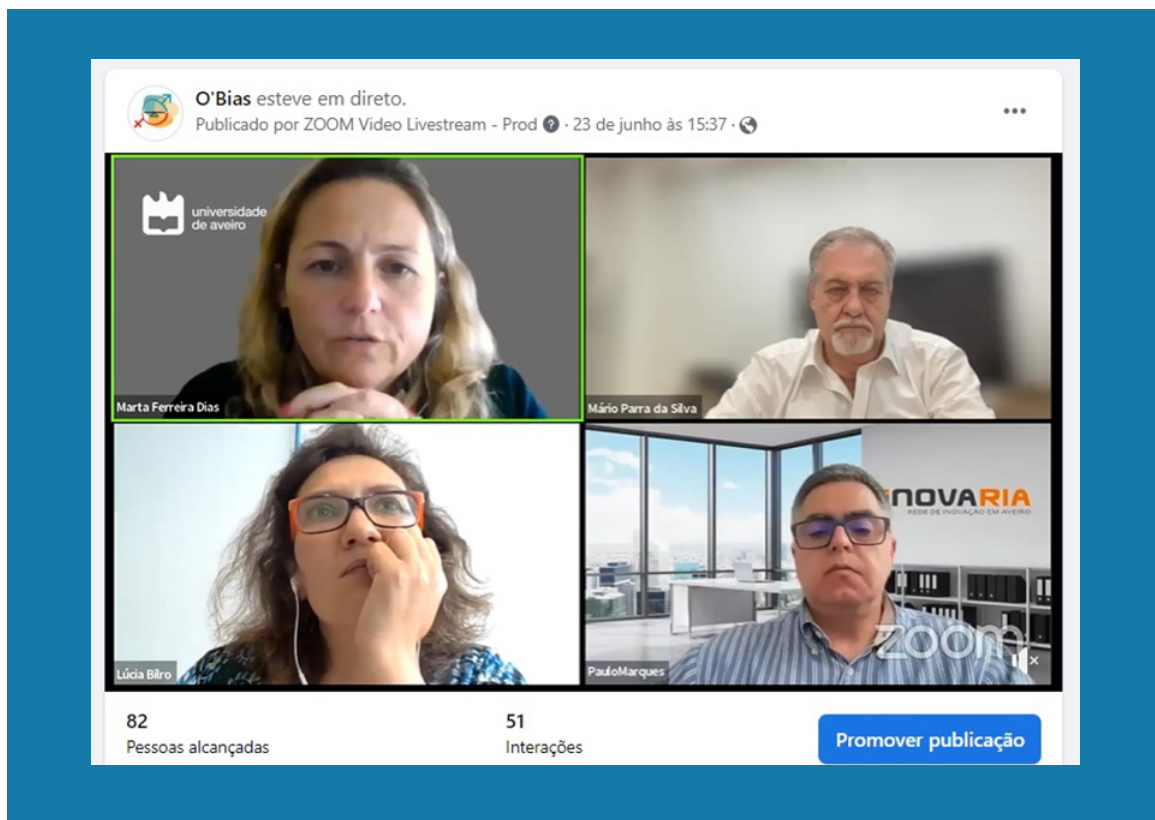 O'Bias esteve em direto.
Publicado por ZOOM Video Livestream - Prod ? · 23 de junho às 15:37 ·
universidade
de aveiro
Marta Ferreira Dias
Mário Parra da Silva
INOVARIA
REDE DE INOVAÇÃO EM AVEIRO
Lúcia Bilro
PauloMarques
zoom
82
Pessoas alcançadas
51
Interações
Promover publicação